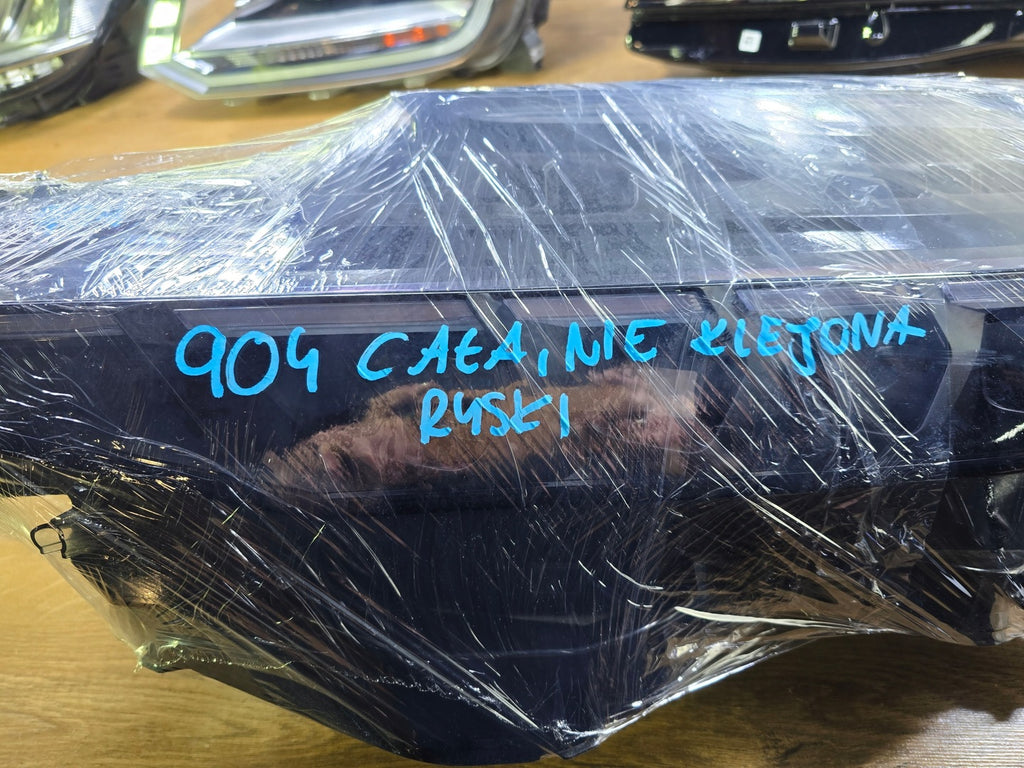 904 CAŁA, NIE KLEJONA
RYSKI